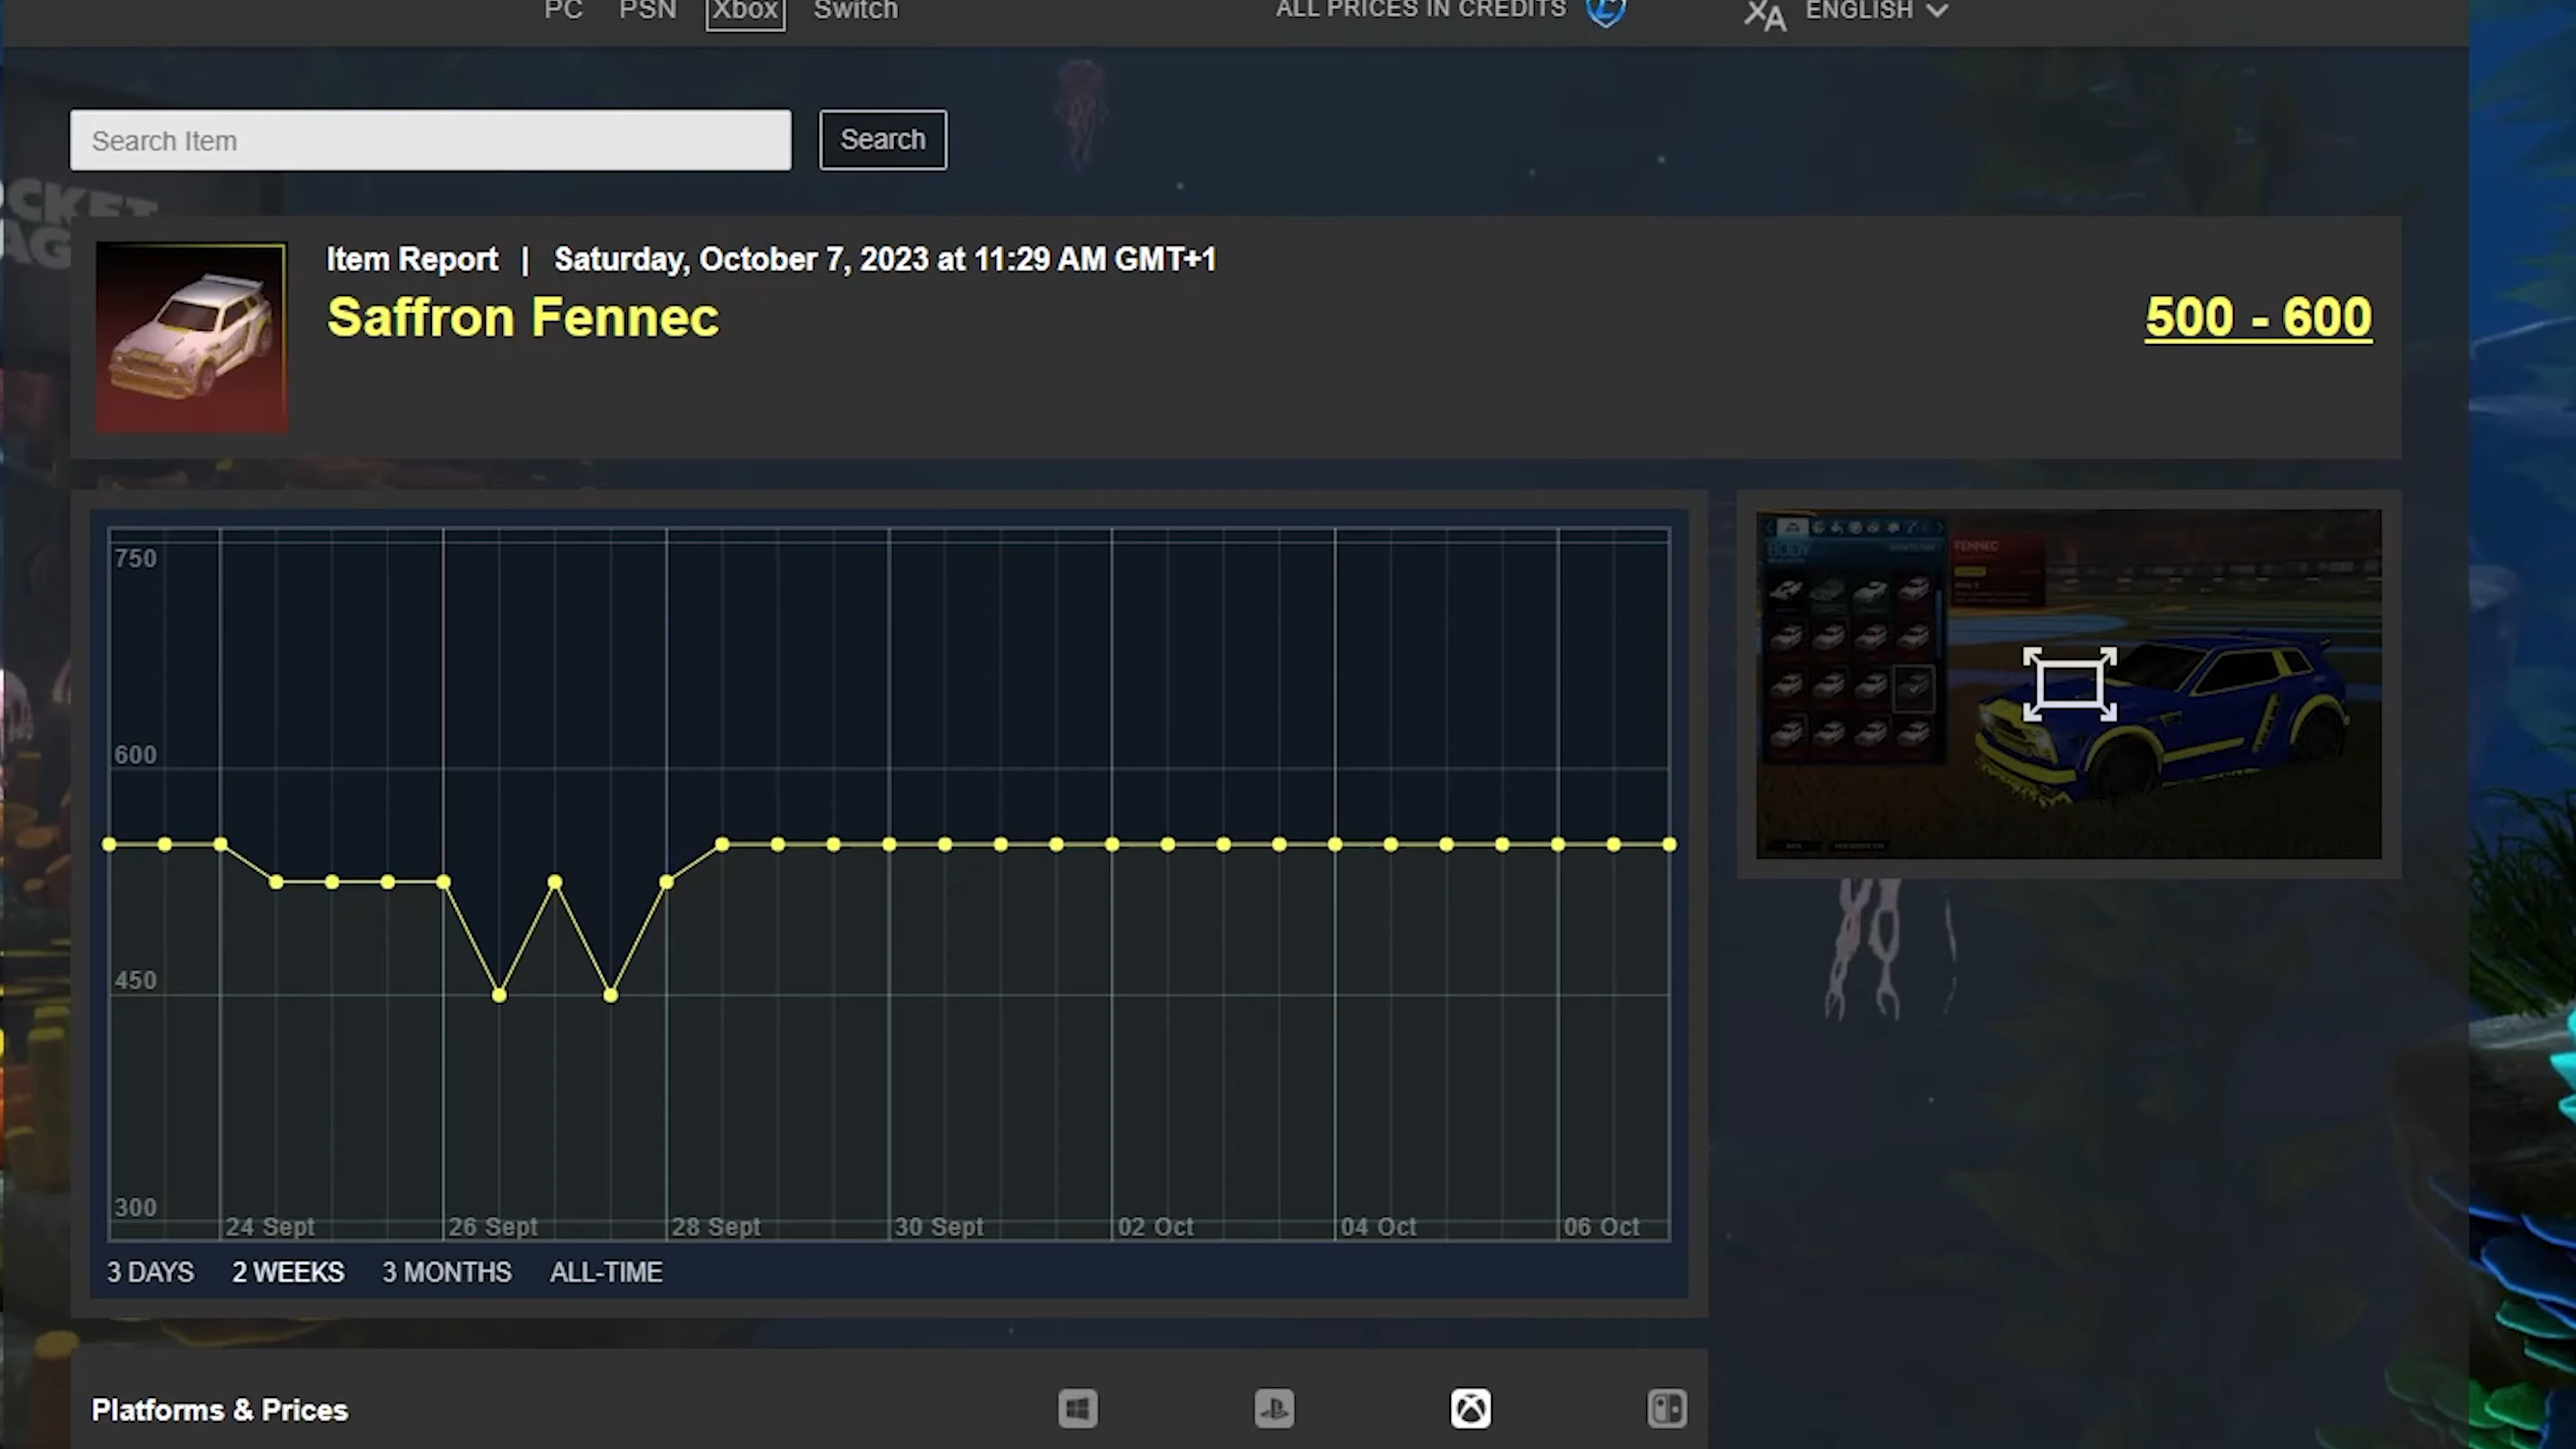 PC PSN Xbox Switch ALL PRICES IN CREDITS ENGLISH
Search Item
Search
Item Report | Saturday, October 7, 2023 at 11:29 AM GMT+1
Saffron Fennec
500 - 600
750
600
450
300
24 Sept 26 Sept 28 Sept 30 Sept 02 Oct 04 Oct 06 Oct
3 DAYS 2 WEEKS 3 MONTHS ALL-TIME
BODY
FENNEC
Platforms & Prices